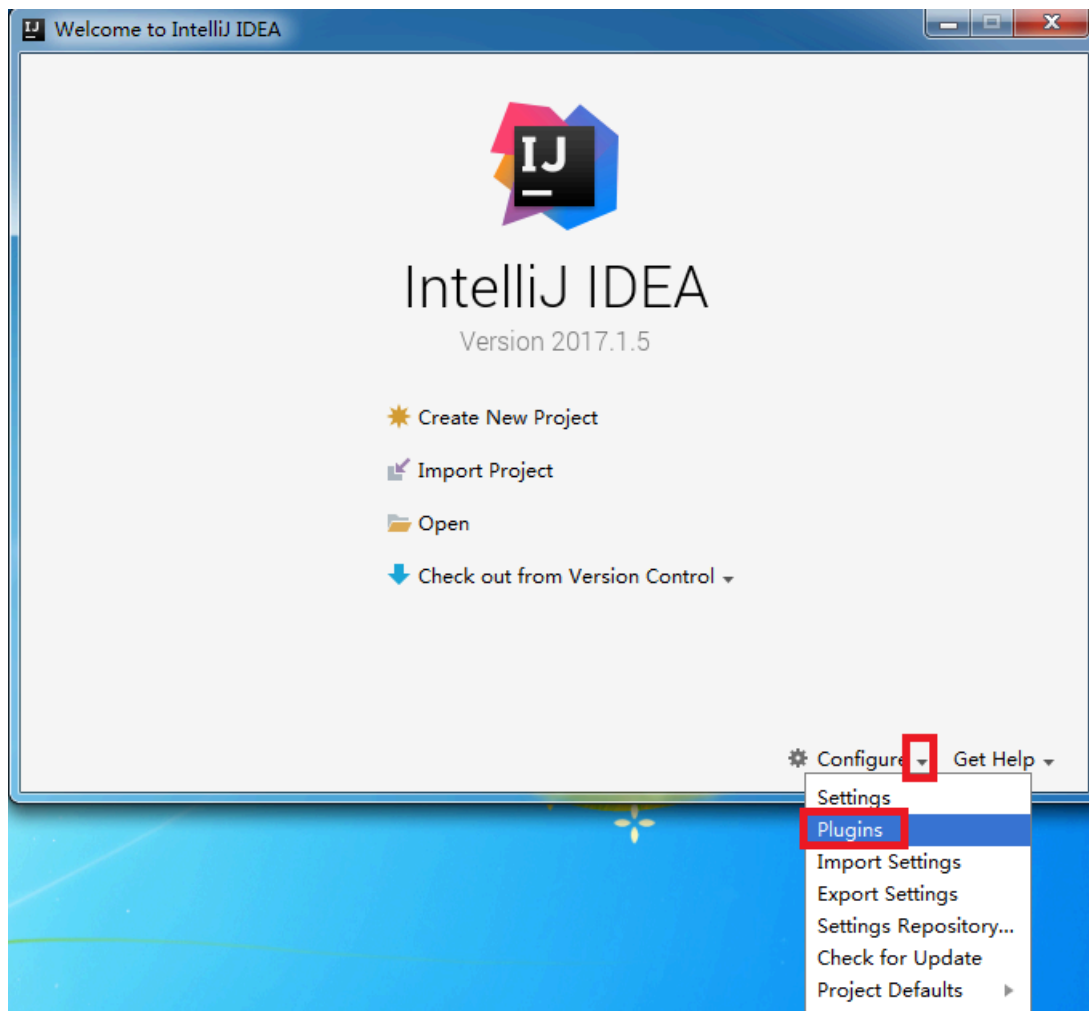 Welcome to IntelliJ IDEA
IJ
IntelliJ IDEA
Version 2017.1.5
Create New Project
Import Project
Open
Check out from Version Control
Configure Get Help
Settings
Plugins
Import Settings
Export Settings
Settings Repository...
Check for Update
Project Defaults